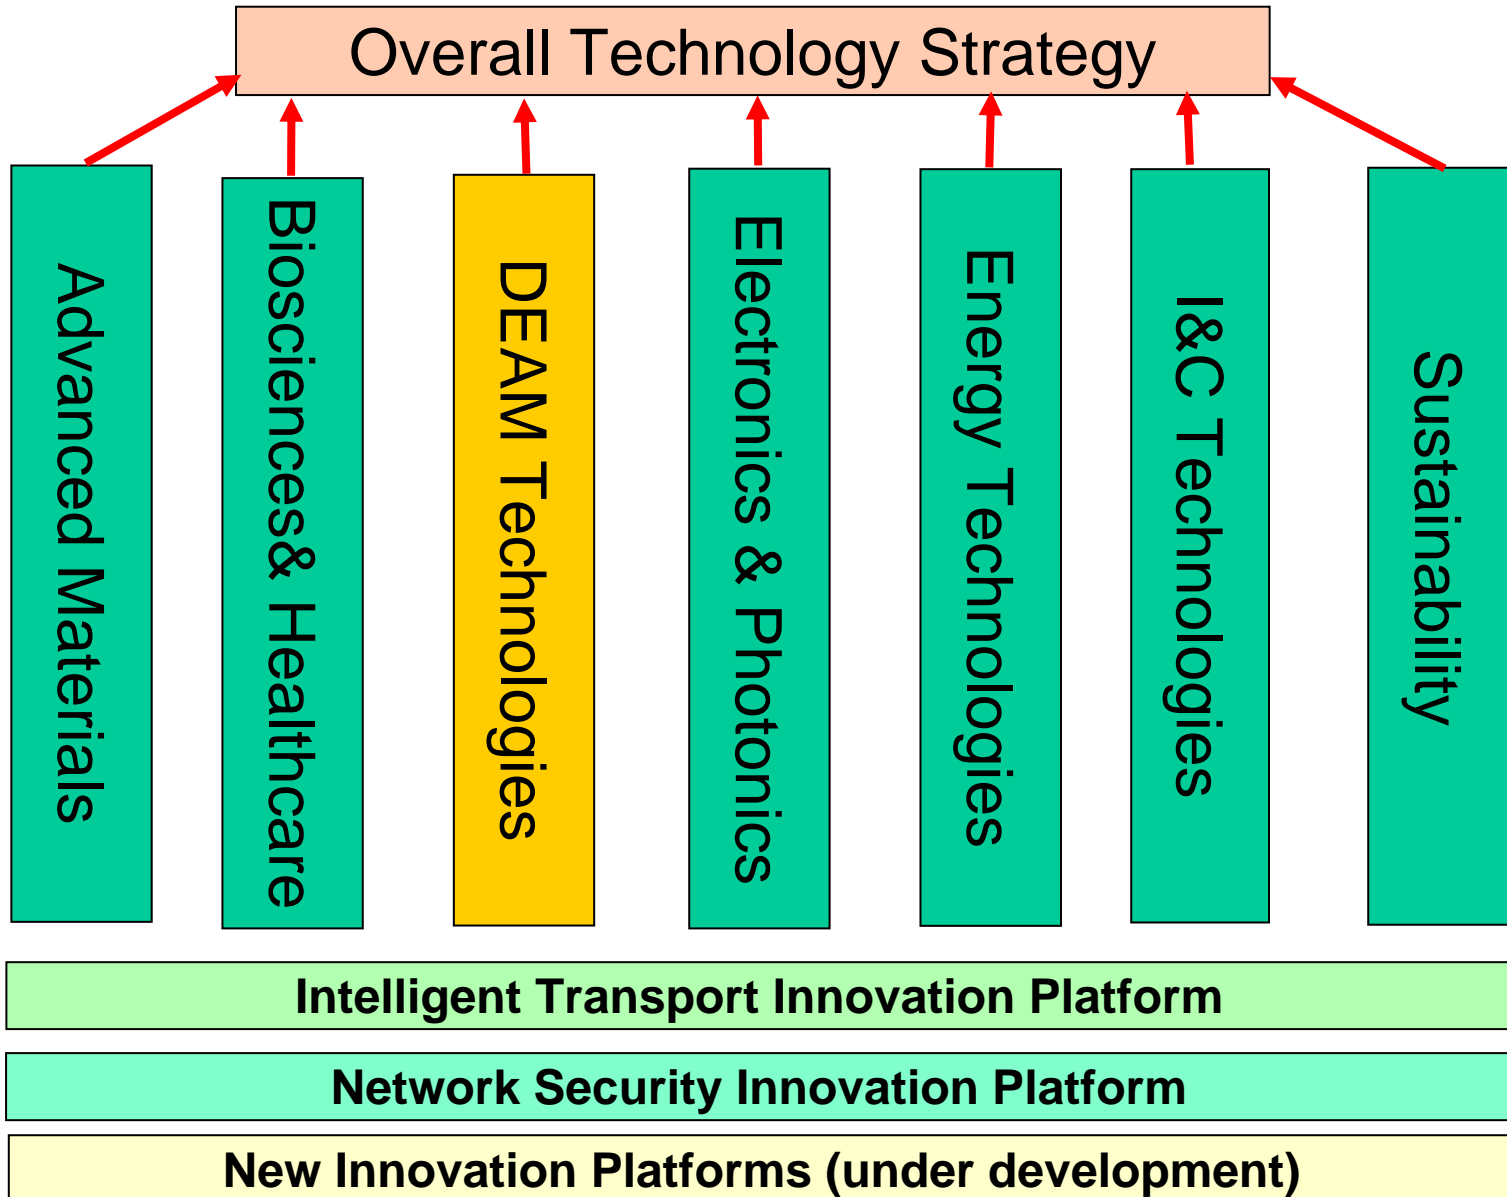 Overall Technology Strategy
Advanced Materials
Biosciences& Healthcare
DEAM Technologies
Electronics & Photonics
Energy Technologies
I&C Technologies
Sustainability
Intelligent Transport Innovation Platform
Network Security Innovation Platform
New Innovation Platforms (under development)